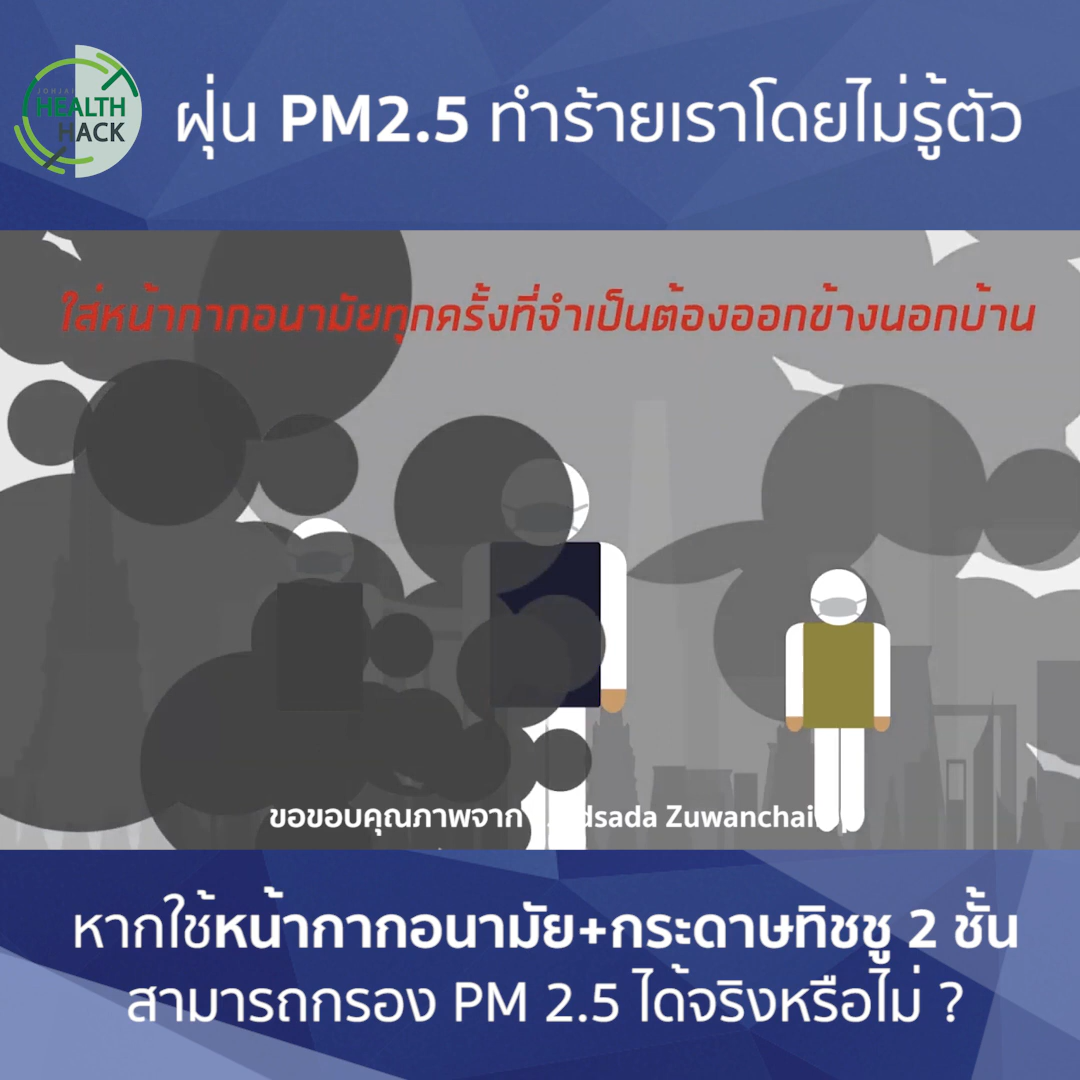 HEALTH
HACK
ฝุ่น PM2.5 ทำร้ายเราโดยไม่รู้ตัว
ใส่หน้ากากอนามัยทุกครั้งที่จำเป็นต้องออกข้างนอกบ้าน
ขอขอบคุณภาพจาก
หากใช้หน้ากากอนามัย+กระดาษทิชชู 2 ชั้น
สามารถกรอง PM 2.5 ได้จริงหรือไม่ ?